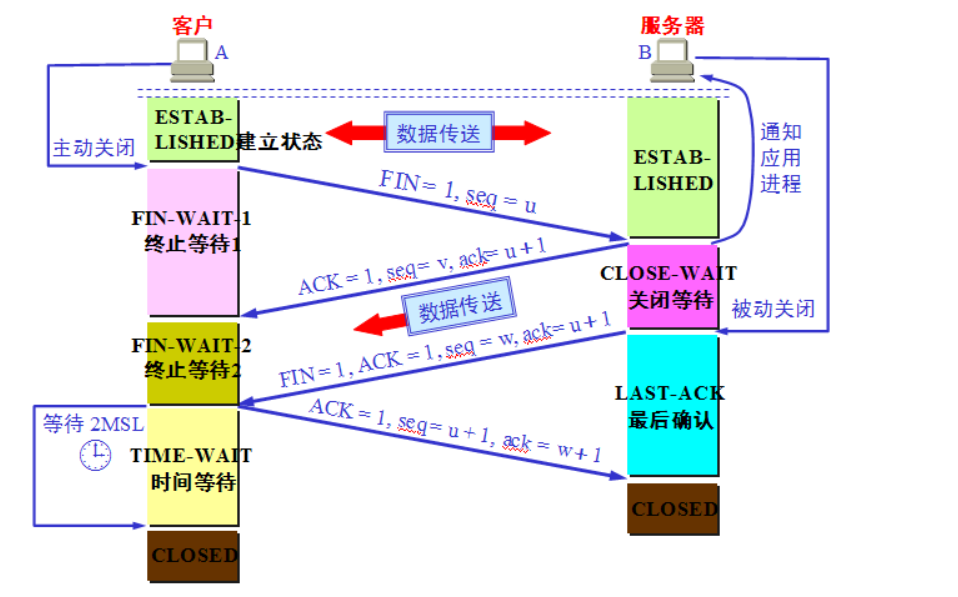 客户
服务器
A
B
ESTAB-
LISHED建立状态
数据传送
主动关闭
ESTAB-
LISHED
通知
应用
进程
FIN = 1, seq = u
FIN-WAIT-1
终止等待1
ACK = 1, seq= v, ack= u + 1
CLOSE-WAIT
关闭等待
数据传送
被动关闭
FIN-WAIT-2
终止等待2
FIN = 1, ACK = 1, seq = w, ack= u + 1
LAST-ACK
最后确认
等待 2MSL
ACK = 1, seq= u + 1, ack = w + 1
TIME-WAIT
时间等待
CLOSED
CLOSED